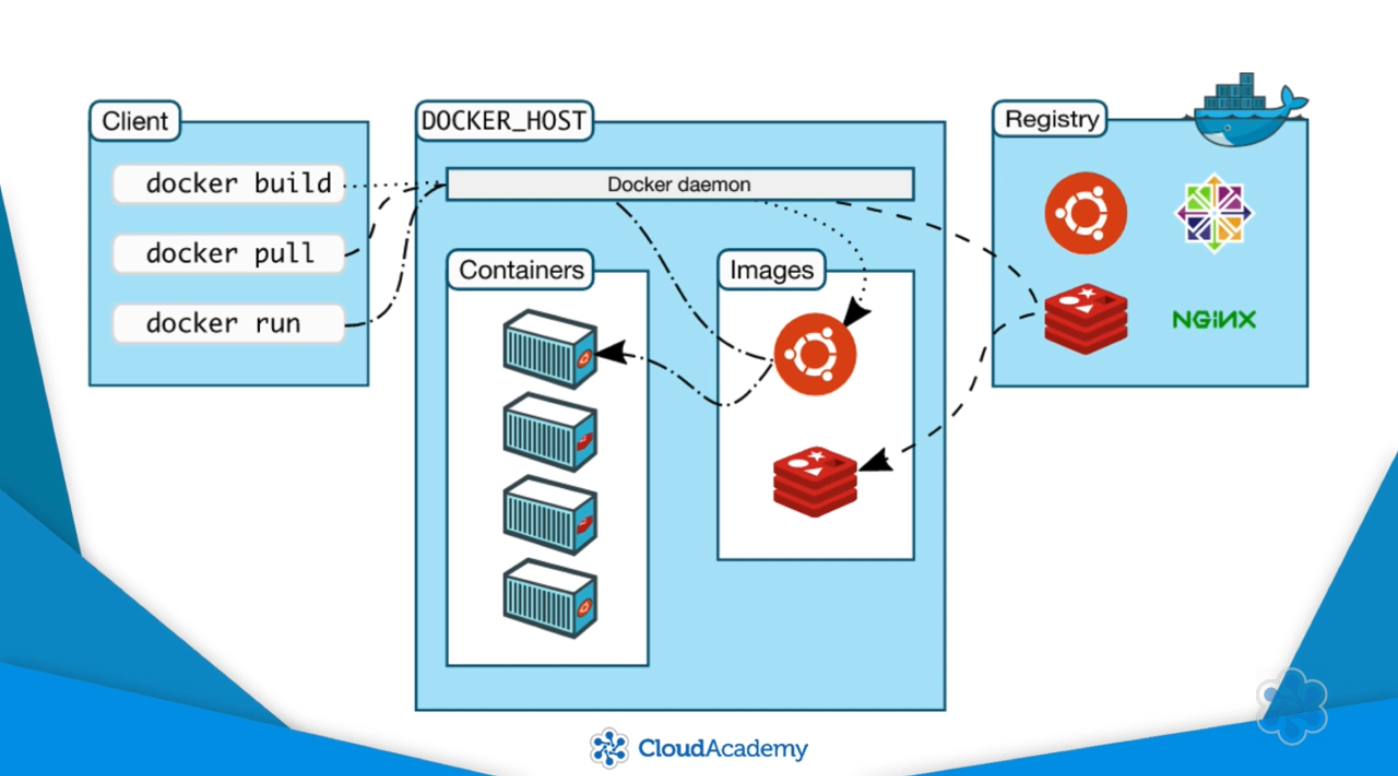 Client
docker build
docker pull
docker run
DOCKER_HOST
Docker daemon
Containers
Images
Registry
NGiNX
CloudAcademy